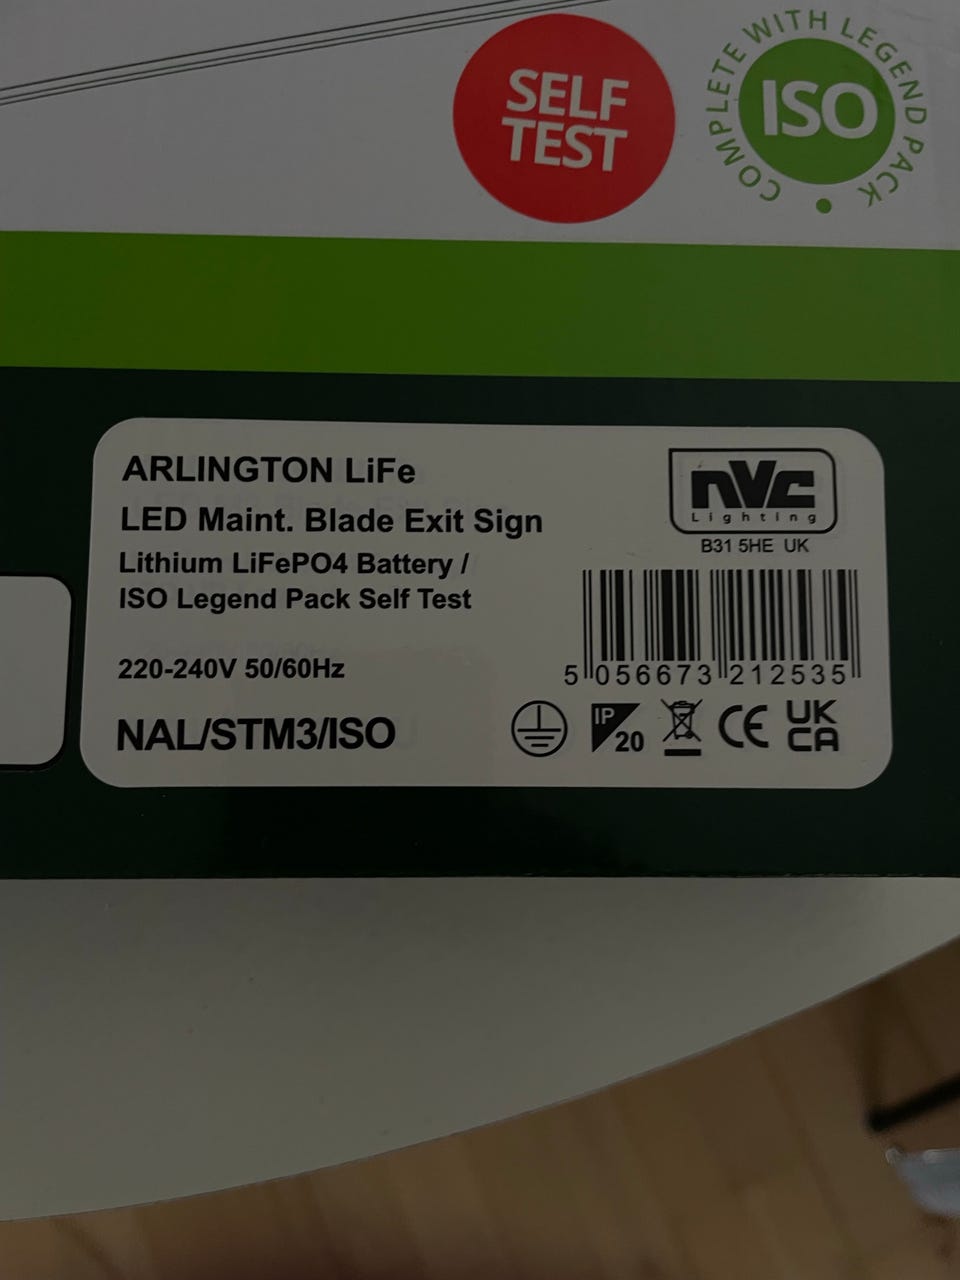 SELF
TEST
COMPLETE WITH LEGEND PACK
ISO
ARLINGTON LiFe
LED Maint. Blade Exit Sign
Lithium LiFePO4 Battery /
ISO Legend Pack Self Test
220-240V 50/60Hz
NAL/STM3/ISO
nVC
Lighting
B31 5HE UK
5 056673 212535
IP
20
CE
UK
CA